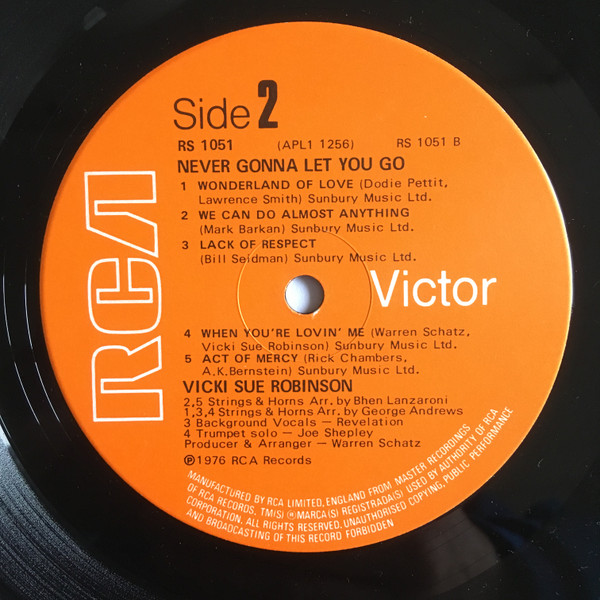 Side 2
RS 1051 (APL1 1256) RS 1051 B
NEVER GONNA LET YOU GO
1 WONDERLAND OF LOVE (Dodie Pettit,
Lawrence Smith) Sunbury Music Ltd.
2 WE CAN DO ALMOST ANYTHING
(Mark Barkan) Sunbury Music Ltd.
3 LACK OF RESPECT
(Bill Seidman) Sunbury Music Ltd.
RCA
Victor
4 WHEN YOU'RE LOVIN' ME (Warren Schatz,
Vicki Sue Robinson) Sunbury Music Ltd.
5 ACT OF MERCY (Rick Chambers,
A.K.Bernstein) Sunbury Music Ltd.
VICKI SUE ROBINSON
2,5 Strings & Horns Arr. by Bhen Lanzaroni
1,3,4 Strings & Horns Arr. by George Andrews
3 Background Vocals — Revelation
4 Trumpet solo — Joe Shepley
Producer & Arranger — Warren Schatz
℗1976 RCA Records
MANUFACTURED BY RCA LIMITED, ENGLAND FROM MASTER RECORDINGS
OF RCA RECORDS. TM(S) ® MARCA(S) REGISTRADA(S) USED BY AUTHORITY OF RCA
CORPORATION. ALL RIGHTS RESERVED. UNAUTHORISED COPYING, PUBLIC PERFORMANCE
AND BROADCASTING OF THIS RECORD FORBIDDEN